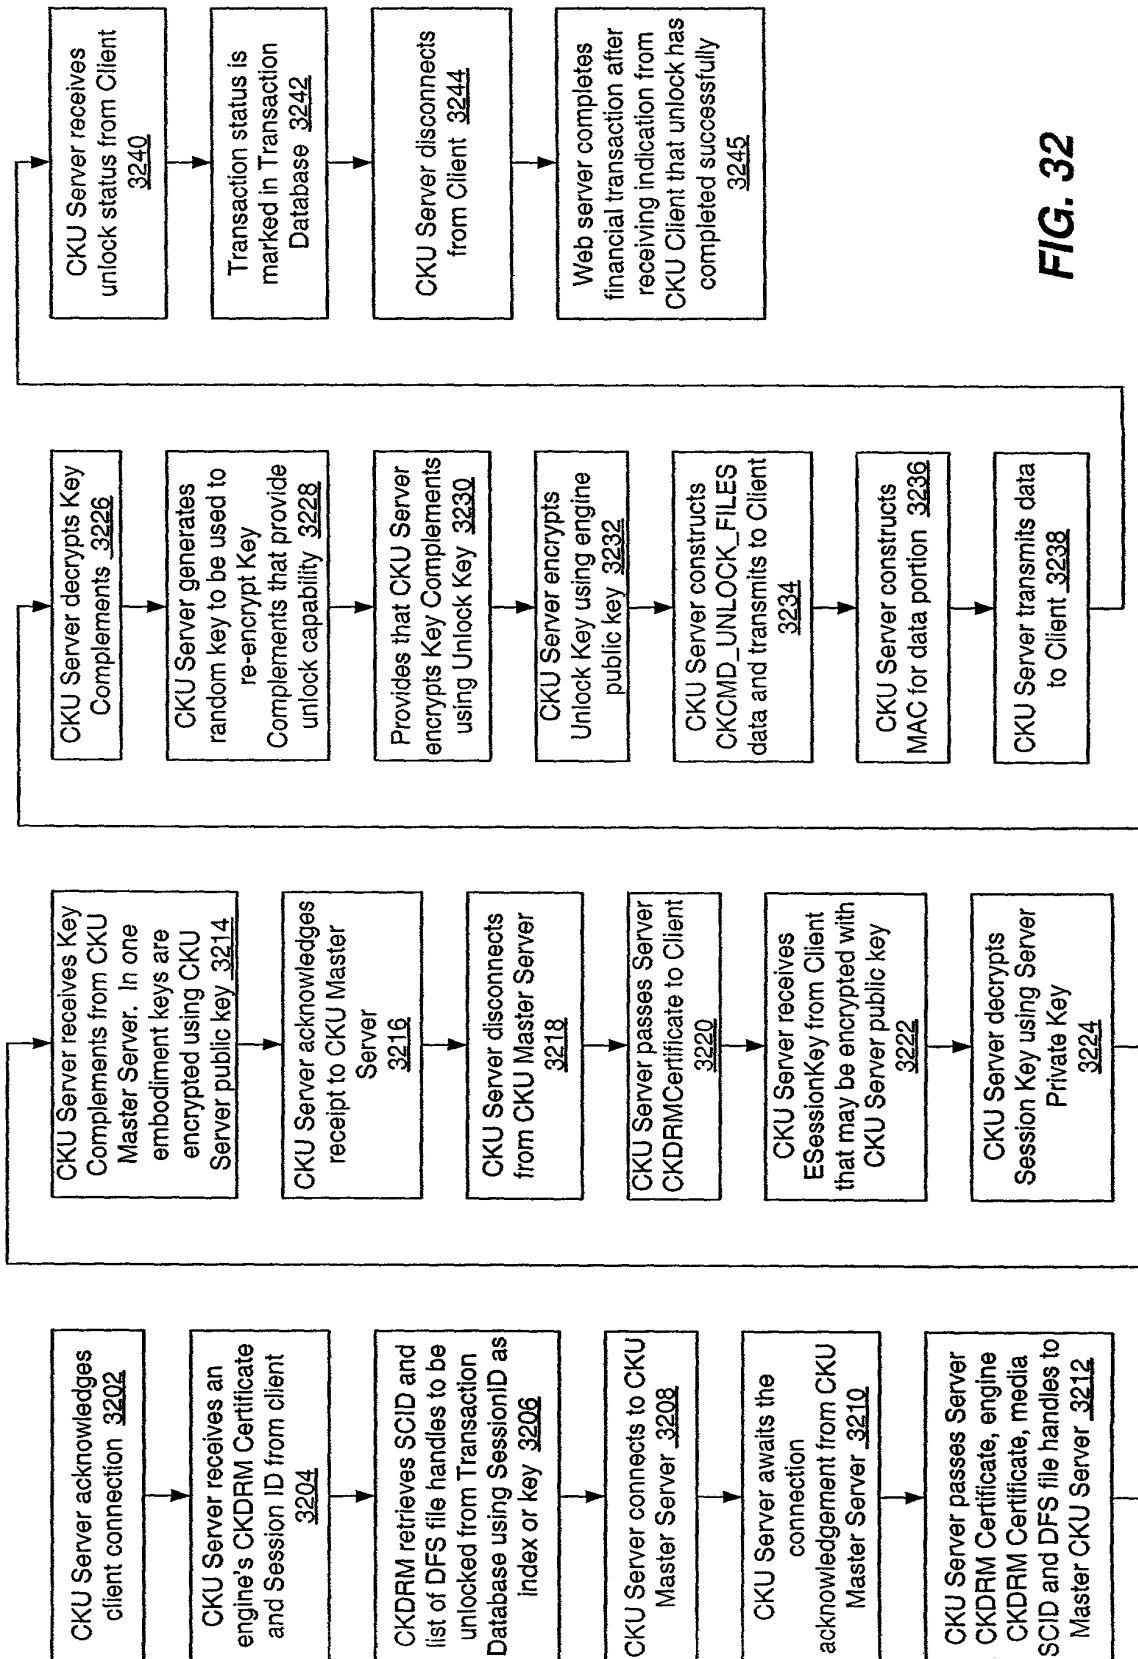 CKU Server acknowledges
client connection 3202
CKU Server receives an
engine's CKDRM Certificate
and Session ID from client
3204
CKDRM retrieves SCID and
list of DFS file handles to be
unlocked from Transaction
Database using SessionID as
index or key 3206
CKU Server connects to CKU
Master Server 3208
CKU Server awaits the
connection
acknowledgement from CKU
Master Server 3210
CKU Server passes Server
CKDRM Certificate, engine
CKDRM Certificate, media
SCID and DFS file handles to
Master CKU Server 3212
CKU Server receives Key
Complements from CKU
Master Server. In one
embodiment keys are
encrypted using CKU
Server public key 3214
CKU Server acknowledges
receipt to CKU Master
Server
3216
CKU Server disconnects
from CKU Master Server
3218
CKU Server passes Server
CKDRMCertificate to Client
3220
CKU Server receives
ESessionKey from Client
that may be encrypted with
CKU Server public key
3222
CKU Server decrypts
Session Key using Server
Private Key
3224
CKU Server decrypts Key
Complements 3226
CKU Server generates
random key to be used to
re-encrypt Key
Complements that provide
unlock capability 3228
Provides that CKU Server
encrypts Key Complements
using Unlock Key 3230
CKU Server encrypts
Unlock Key using engine
public key 3232
CKU Server constructs
CKCMD_UNLOCK_FILES
data and transmits to Client
3234
CKU Server constructs
MAC for data portion 3236
CKU Server transmits data
to Client 3238
CKU Server receives
unlock status from Client
3240
Transaction status is
marked in Transaction
Database 3242
CKU Server disconnects
from Client 3244
Web server completes
financial transaction after
receiving indication from
CKU Client that unlock has
completed successfully
3245
FIG. 32